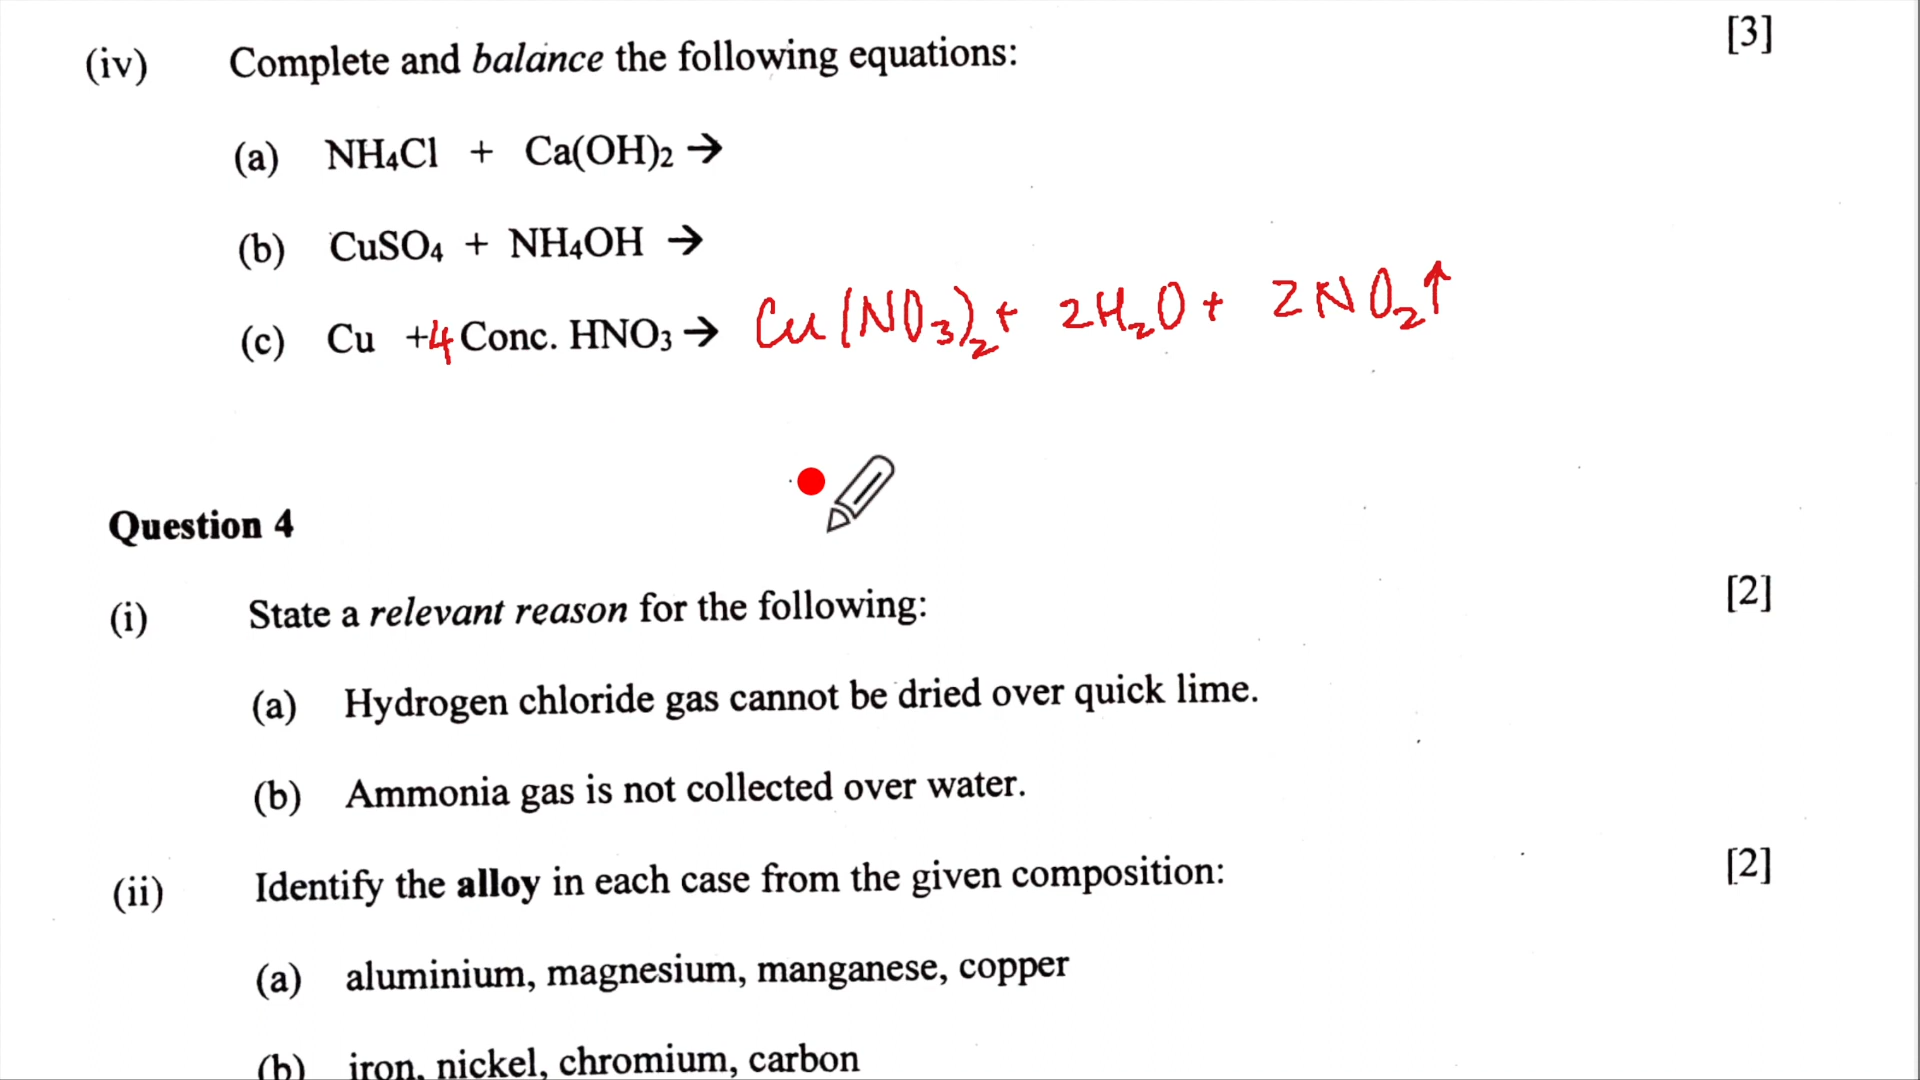 [3]
(iv) Complete and balance the following equations:
(a) NH₄Cl + Ca(OH)₂ →
(b) CuSO₄ + NH₄OH →
(c) Cu +4 Conc. HNO₃ → Cu(NO₃)₂ + 2H₂O + 2NO₂↑
Question 4
(i) State a relevant reason for the following: [2]
(a) Hydrogen chloride gas cannot be dried over quick lime.
(b) Ammonia gas is not collected over water.
(ii) Identify the alloy in each case from the given composition: [2]
(a) aluminium, magnesium, manganese, copper
(b) iron, nickel, chromium, carbon